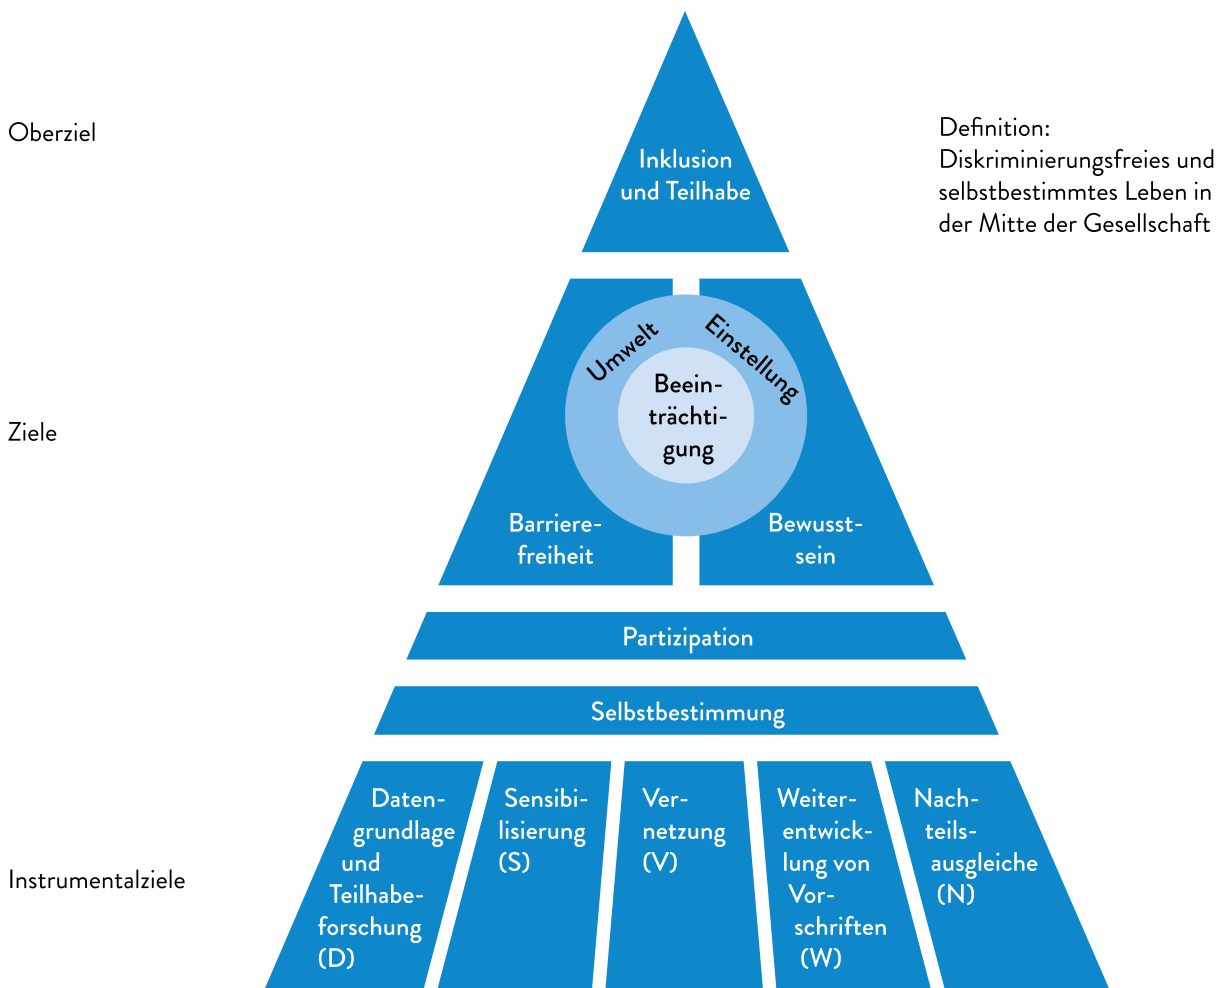 Oberziel
Inklusion
und Teilhabe
Definition:
Diskriminierungsfreies und
selbstbestimmtes Leben in
der Mitte der Gesellschaft
Ziele
Umwelt
Einstellung
Beein-
trächti-
gung
Barriere-
freiheit
Bewusst-
sein
Partizipation
Selbstbestimmung
Instrumentalziele
Daten-
grundlage
und
Teilhabe-
forschung
(D)
Sensibi-
lisierung
(S)
Ver-
netzung
(V)
Weiter-
entwick-
lung von
Vor-
schriften
(W)
Nach-
teils-
ausgleiche
(N)